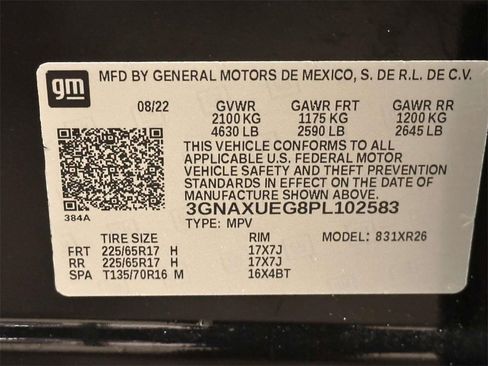 gm
MFD BY GENERAL MOTORS DE MEXICO, S. DE R.L. DE C.V.
08/22 GVWR GAWR FRT GAWR RR
2100 KG 1175 KG 1200 KG
4630 LB 2590 LB 2645 LB
THIS VEHICLE CONFORMS TO ALL
APPLICABLE U.S. FEDERAL MOTOR
VEHICLE SAFETY AND THEFT PREVENTION
STANDARDS IN EFFECT ON THE DATE OF
MANUFACTURE SHOWN ABOVE.
384A
3GNAXUEG8PL102583
TYPE: MPV
TIRE SIZE RIM MODEL: 831XR26
FRT 225/65R17 H 17X7J
RR 225/65R17 H 17X7J
SPA T135/70R16 M 16X4BT